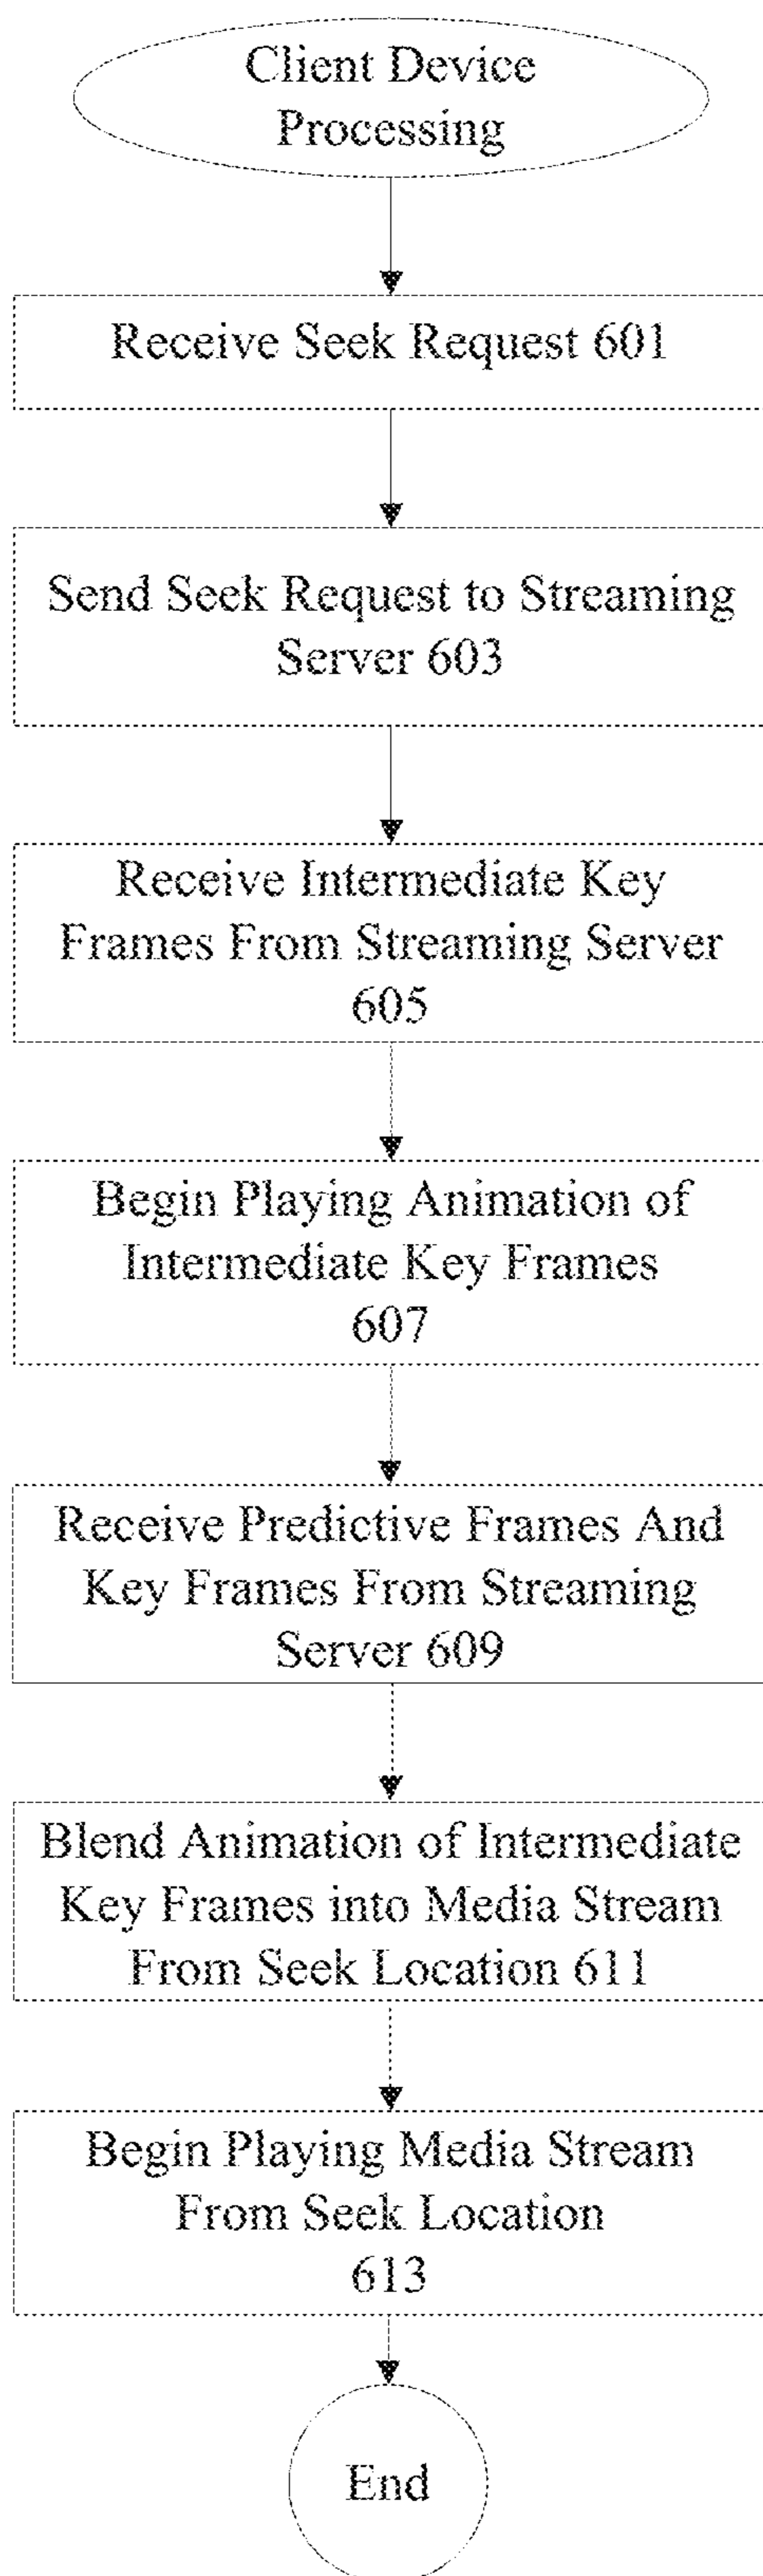 Client Device
Processing
Receive Seek Request 601
Send Seek Request to Streaming
Server 603
Receive Intermediate Key
Frames From Streaming Server
605
Begin Playing Animation of
Intermediate Key Frames
607
Receive Predictive Frames And
Key Frames From Streaming
Server 609
Blend Animation of Intermediate
Key Frames into Media Stream
From Seek Location 611
Begin Playing Media Stream
From Seek Location
613
End